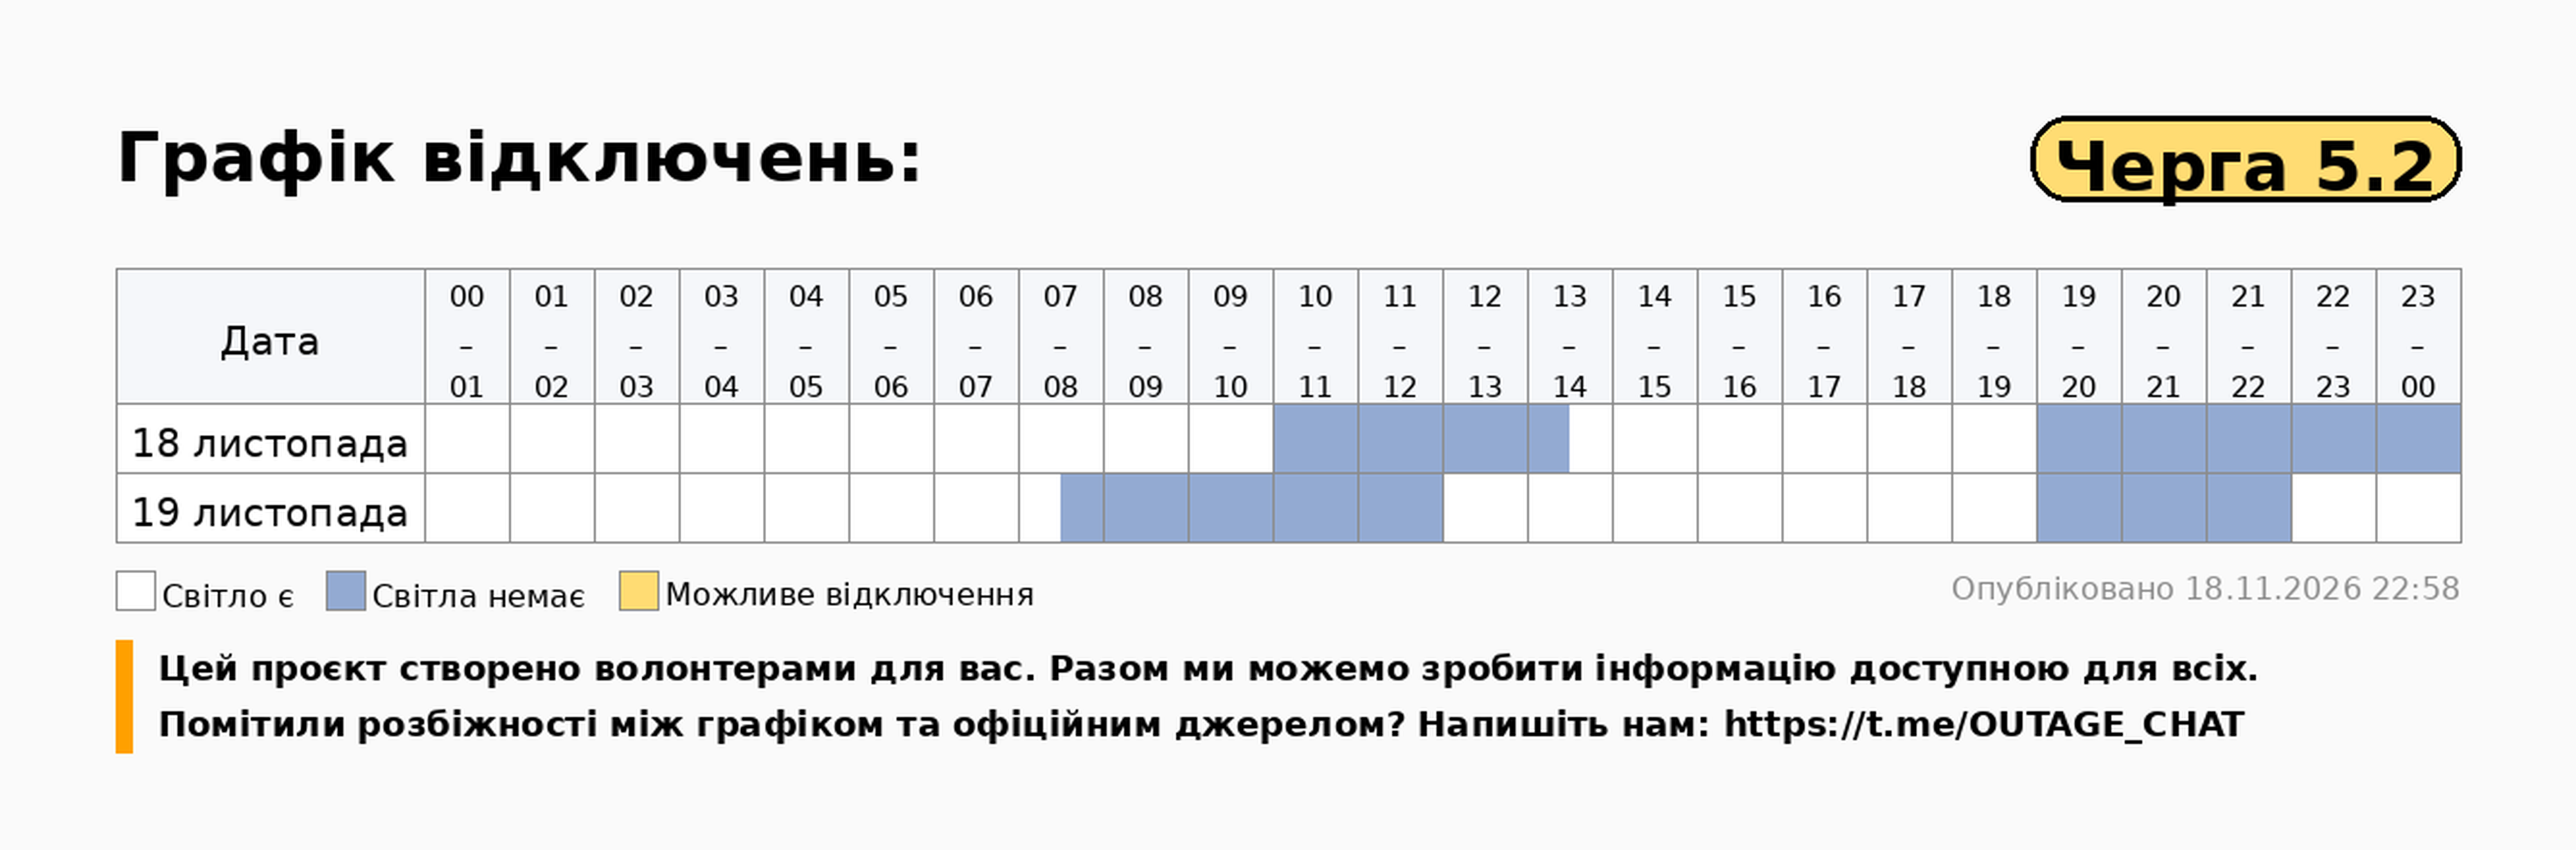 Графік відключень:
Черга 5.2
Дата 00 – 01 01 – 02 02 – 03 03 – 04 04 – 05 05 – 06 06 – 07 07 – 08 08 – 09 09 – 10 10 – 11 11 – 12 12 – 13 13 – 14 14 – 15 15 – 16 16 – 17 17 – 18 18 – 19 19 – 20 20 – 21 21 – 22 22 – 23 23 – 00
18 листопада
19 листопада
Світло є Світла немає Можливе відключення
Опубліковано 18.11.2026 22:58
Цей проєкт створено волонтерами для вас. Разом ми можемо зробити інформацію доступною для всіх.
Помітили розбіжності між графіком та офіційним джерелом? Напишіть нам: https://t.me/OUTAGE_CHAT